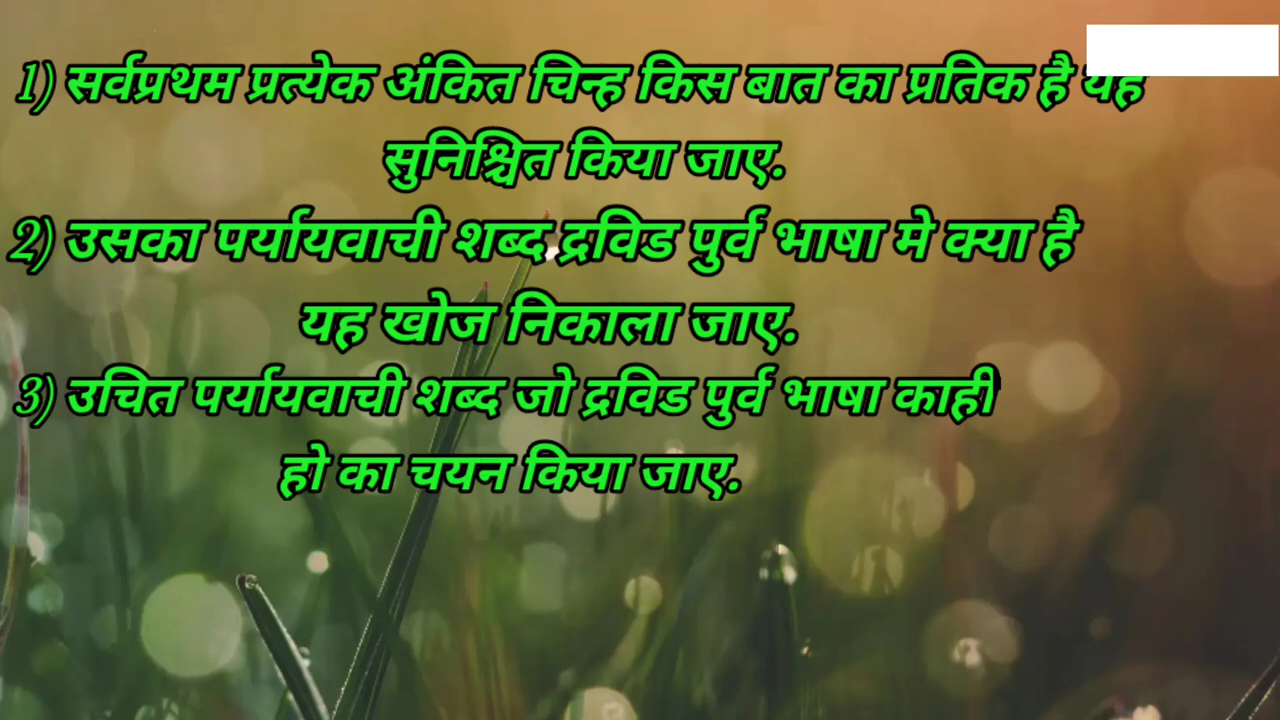 1) सर्वप्रथम प्रत्येक अंकित चिन्ह किस बात का प्रतिक है यह
सुनिश्चित किया जाए.
2) उसका पर्यायवाची शब्द द्रविड पुर्व भाषा मे क्या है
यह खोज निकाला जाए.
3) उचित पर्यायवाची शब्द जो द्रविड पुर्व भाषा काही
हो का चयन किया जाए.